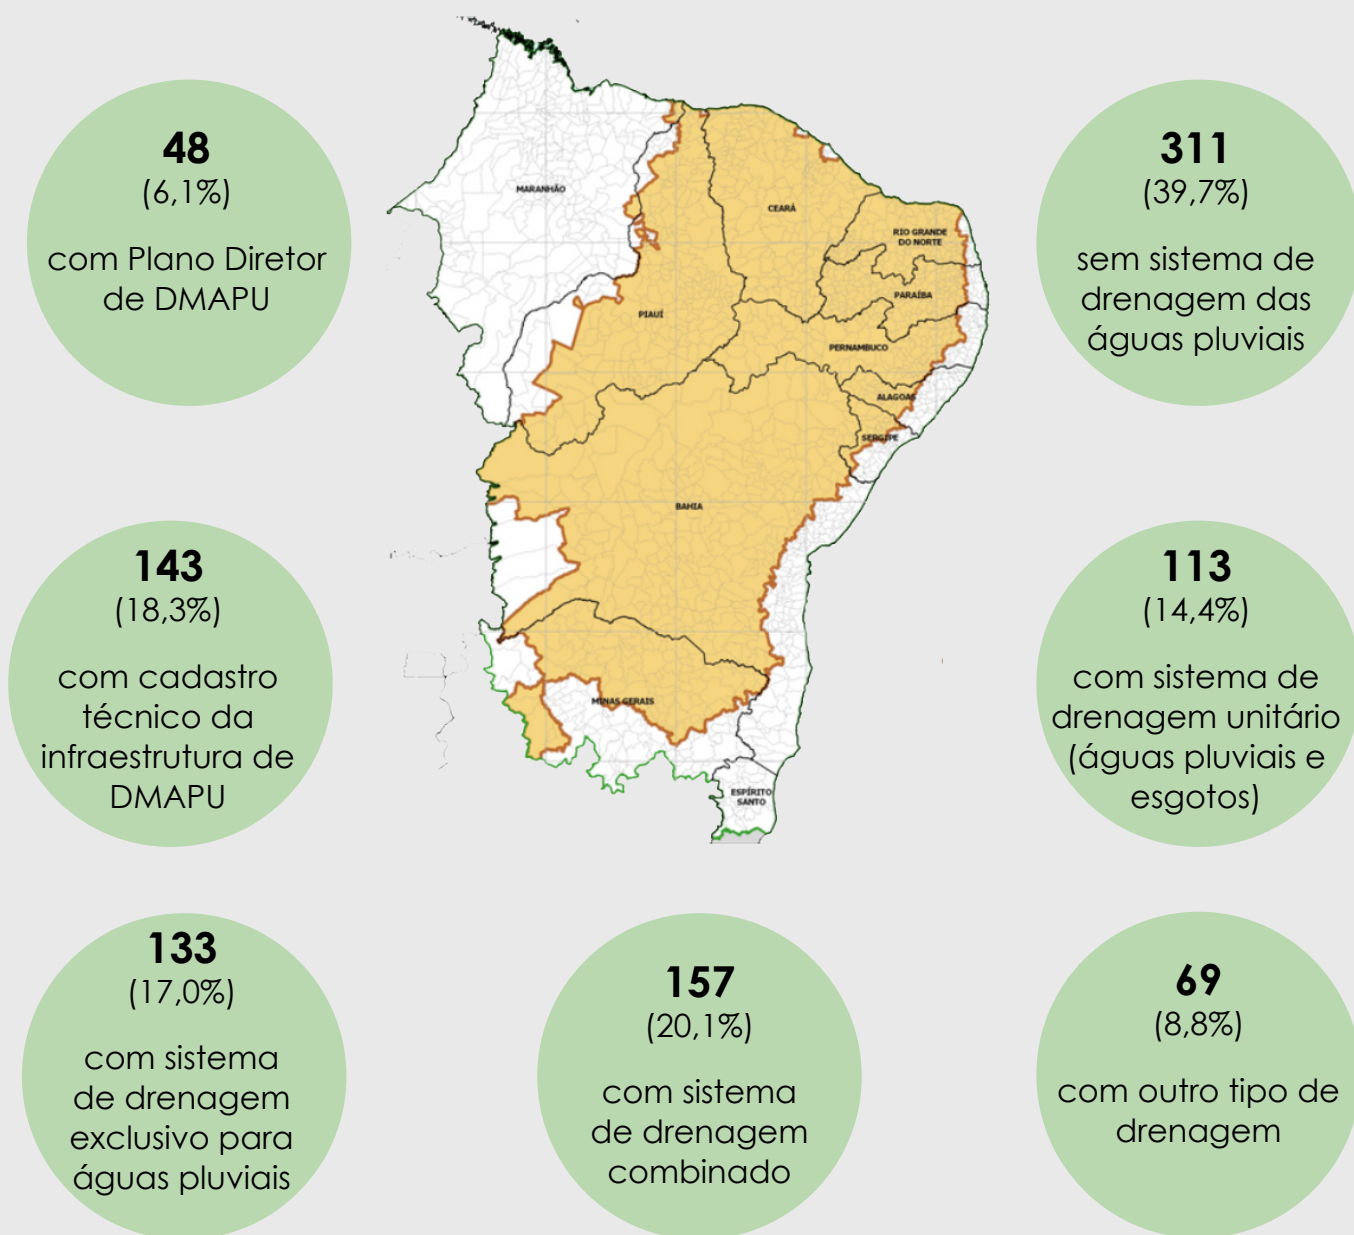 48
(6,1%)
com Plano Diretor
de DMAPU
311
(39,7%)
sem sistema de
drenagem das
águas pluviais
MARANHÃO
CEARÁ
RIO GRANDE
DO NORTE
PARAÍBA
PIAUÍ
PERNAMBUCO
ALAGOAS
SERGIPE
BAHIA
MINAS GERAIS
ESPÍRITO
SANTO
143
(18,3%)
com cadastro
técnico da
infraestrutura de
DMAPU
113
(14,4%)
com sistema de
drenagem unitário
(águas pluviais e
esgotos)
133
(17,0%)
com sistema
de drenagem
exclusivo para
águas pluviais
157
(20,1%)
com sistema
de drenagem
combinado
69
(8,8%)
com outro tipo de
drenagem